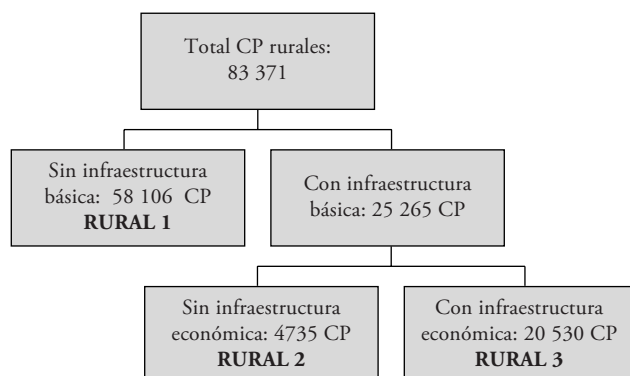 Total CP rurales:
83 371
Sin infraestructura
básica: 58 106 CP
RURAL 1
Con infraestructura
básica: 25 265 CP
Sin infraestructura
económica: 4735 CP
RURAL 2
Con infraestructura
económica: 20 530 CP
RURAL 3